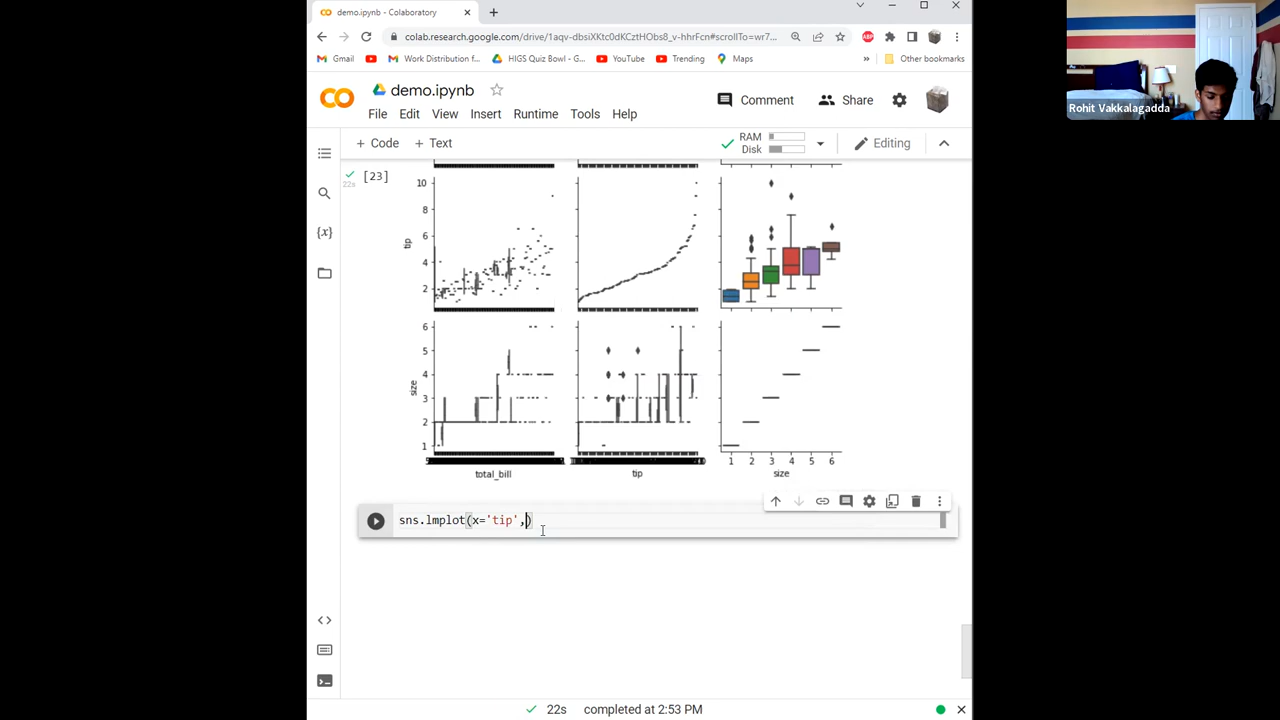 demo.ipynb - Colaboratory
colab.research.google.com/drive/1aqv-dbsiXKtc0dKCztHObs8_v-hhrFcn#scrollTo=wr7...
Gmail
Work Distribution f...
HIGS Quiz Bowl - G...
YouTube
Trending
Maps
»
Other bookmarks
Rohit Vakkalagadda
demo.ipynb
Comment
Share
File Edit View Insert Runtime Tools Help
+ Code + Text
RAM
Disk
Editing
[23]
22s
10
8
6
4
2
tip
6
5
4
3
2
1
size
1 2 3 4 5 6
total_bill
tip
size
sns.lmplot(x='tip',)
22s completed at 2:53 PM